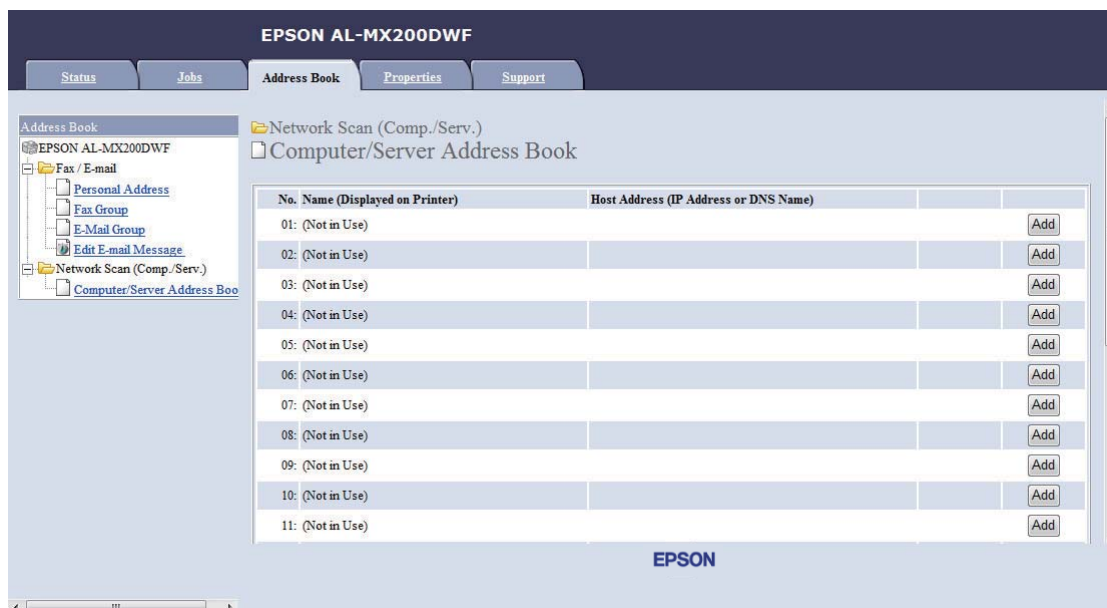 EPSON AL-MX200DWF
Status Jobs Address Book Properties Support
Address Book
EPSON AL-MX200DWF
Fax / E-mail
Personal Address
Fax Group
E-Mail Group
Edit E-mail Message
Network Scan (Comp./Serv.)
Computer/Server Address Boo
Network Scan (Comp./Serv.)
Computer/Server Address Book
No. Name (Displayed on Printer) Host Address (IP Address or DNS Name)
01: (Not in Use) Add
02: (Not in Use) Add
03: (Not in Use) Add
04: (Not in Use) Add
05: (Not in Use) Add
06: (Not in Use) Add
07: (Not in Use) Add
08: (Not in Use) Add
09: (Not in Use) Add
10: (Not in Use) Add
11: (Not in Use) Add
EPSON